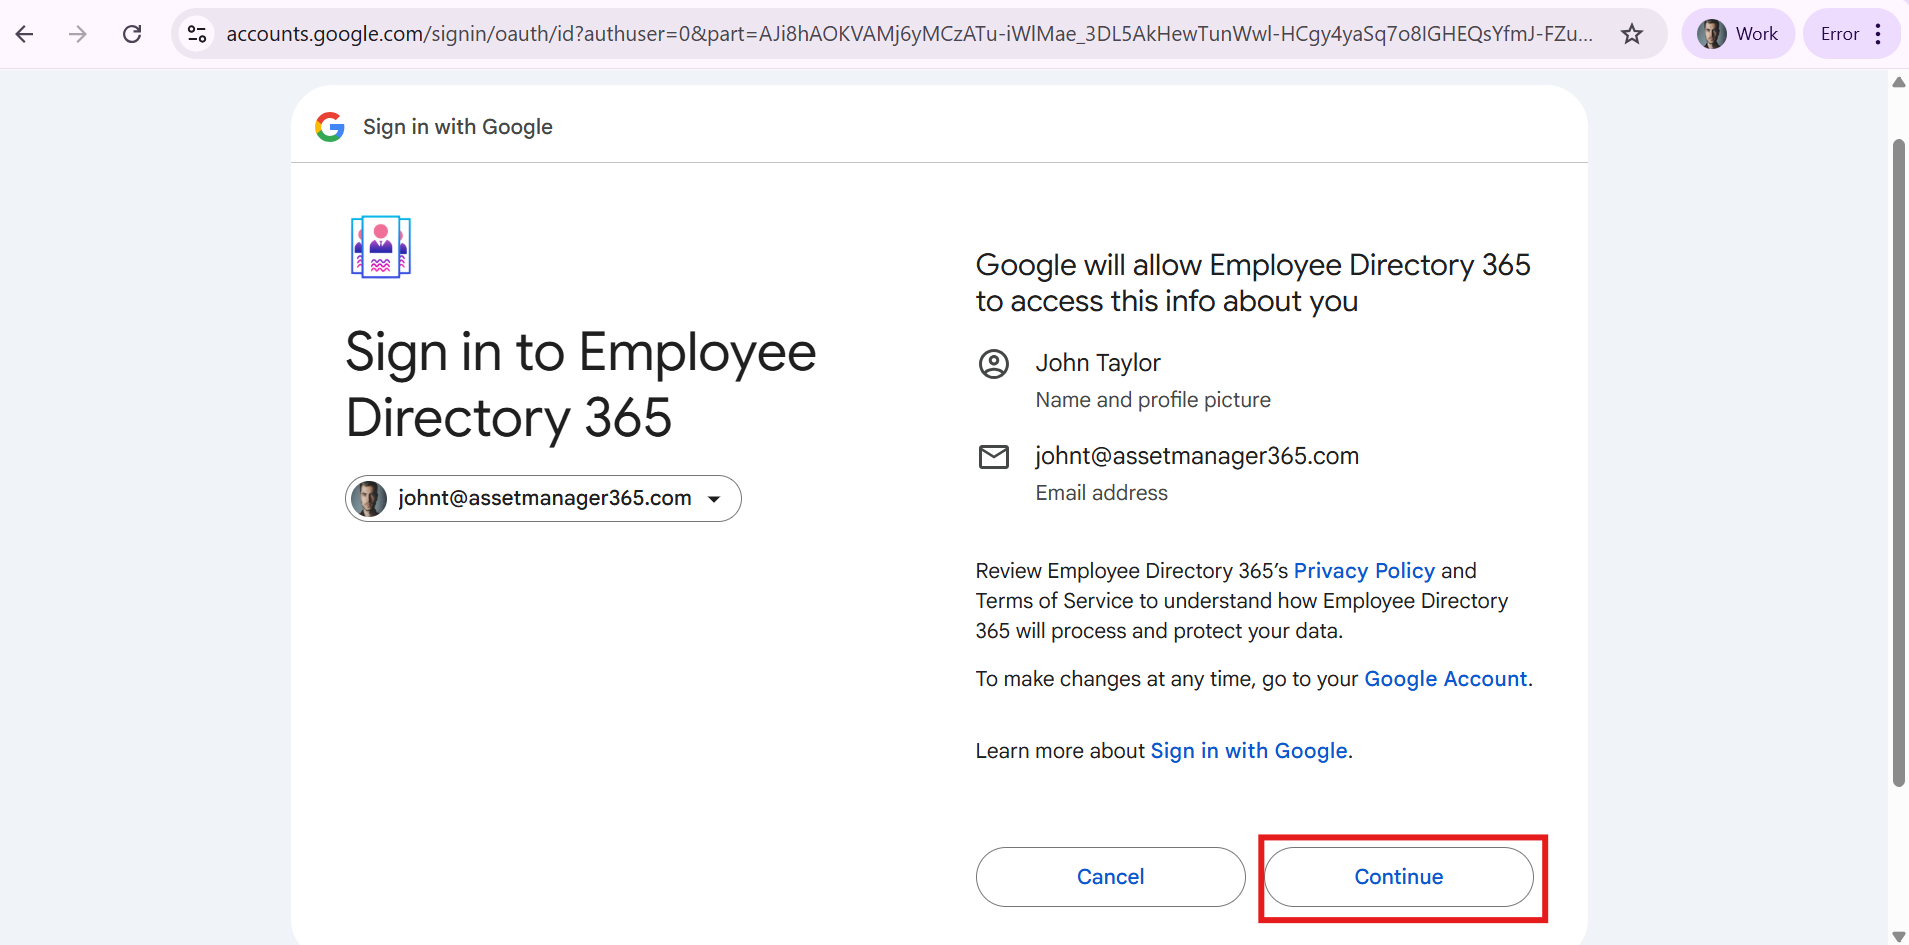 accounts.google.com/signin/oauth/id?authuser=0&part=AJi8hAOKVAMj6yMCzATu-iWlMae_3DL5AkHewTunWwl-HCgy4yaSq7o8IGHEQsYfmJ-FZu...
Work
Error
Sign in with Google
Sign in to Employee
Directory 365
johnt@assetmanager365.com
Google will allow Employee Directory 365
to access this info about you
John Taylor
Name and profile picture
johnt@assetmanager365.com
Email address
Review Employee Directory 365’s Privacy Policy and
Terms of Service to understand how Employee Directory
365 will process and protect your data.
To make changes at any time, go to your Google Account.
Learn more about Sign in with Google.
Cancel
Continue